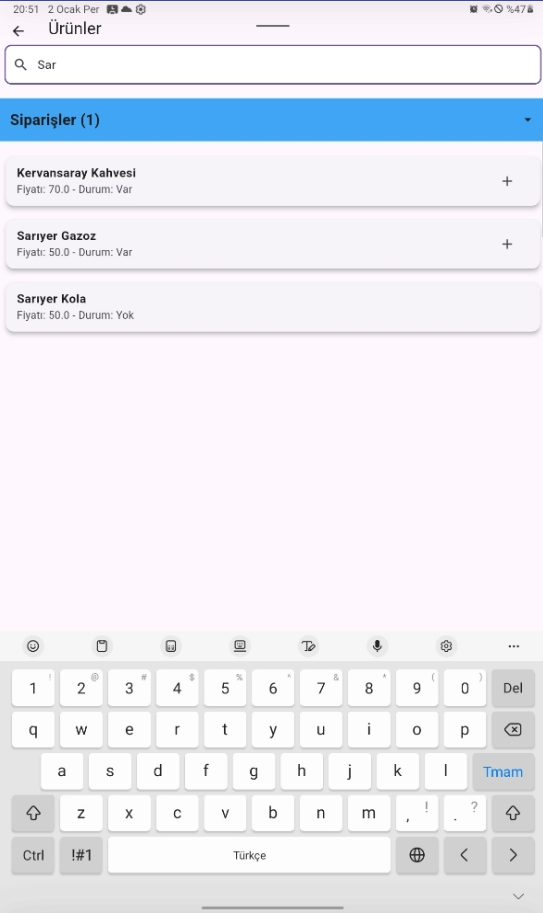 20:51 2 Ocak Per %47
Ürünler
Sar
Siparişler (1)
Kervansaray Kahvesi
Fiyatı: 70.0 - Durum: Var
+
Sarıyer Gazoz
Fiyatı: 50.0 - Durum: Var
+
Sarıyer Kola
Fiyatı: 50.0 - Durum: Yok
1 ! 2 @ 3 # 4 $ 5 % 6 ^ 7 & 8 * 9 ( 0 ) Del
q w e r t y u i o p
a s d f g h j k l Tmam
z x c v b n m , ! . ?
Ctrl !#1 Türkçe